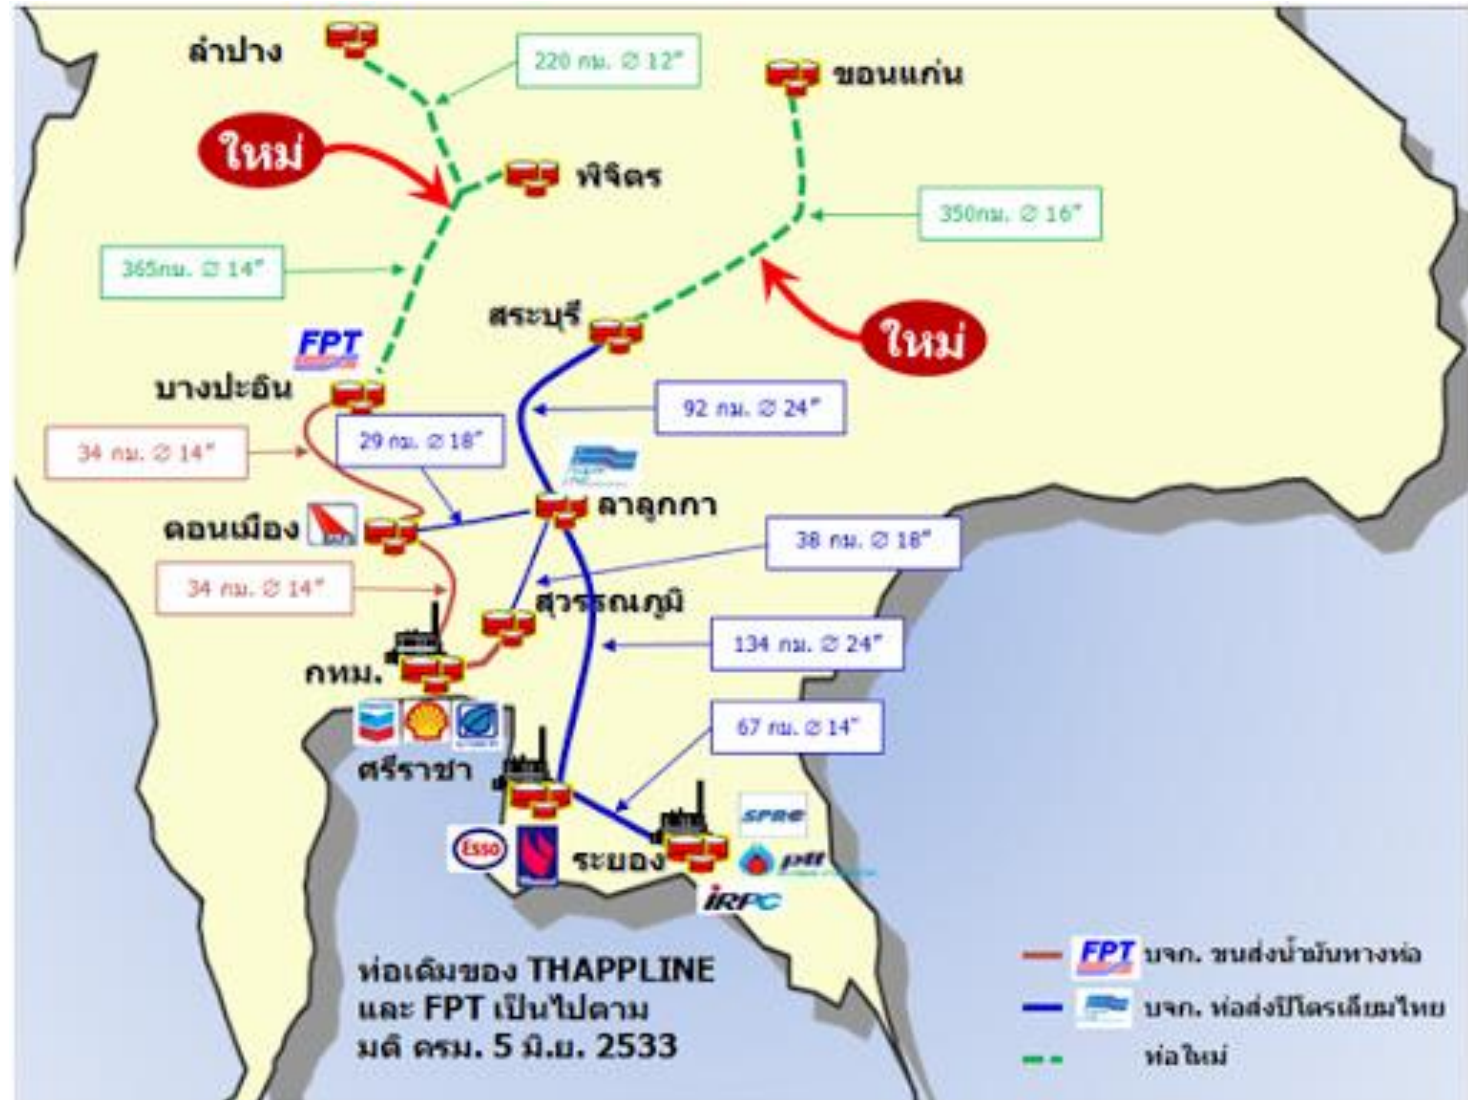 ลำปาง
220 กม. ∅ 12"
ขอนแก่น
ใหม่
พิจิตร
350กม. ∅ 16"
365กม. ∅ 14"
สระบุรี
ใหม่
FPT
บางปะอิน
92 กม. ∅ 24"
29 กม. ∅ 18"
34 กม. ∅ 14"
ลาลูกกา
ดอนเมือง
38 กม. ∅ 18"
34 กม. ∅ 14"
สุวรรณภูมิ
134 กม. ∅ 24"
กทม.
67 กม. ∅ 14"
ศรีราชา
SPRC
Esso
ระยอง
ptt
IRPC
ท่อเดิมของ THAPPLINE
และ FPT เป็นไปตาม
มติ ครม. 5 มิ.ย. 2533
FPT บจก. ขนส่งน้ำมันทางท่อ
บจก. ท่อส่งปิโตรเลียมไทย
ท่อใหม่